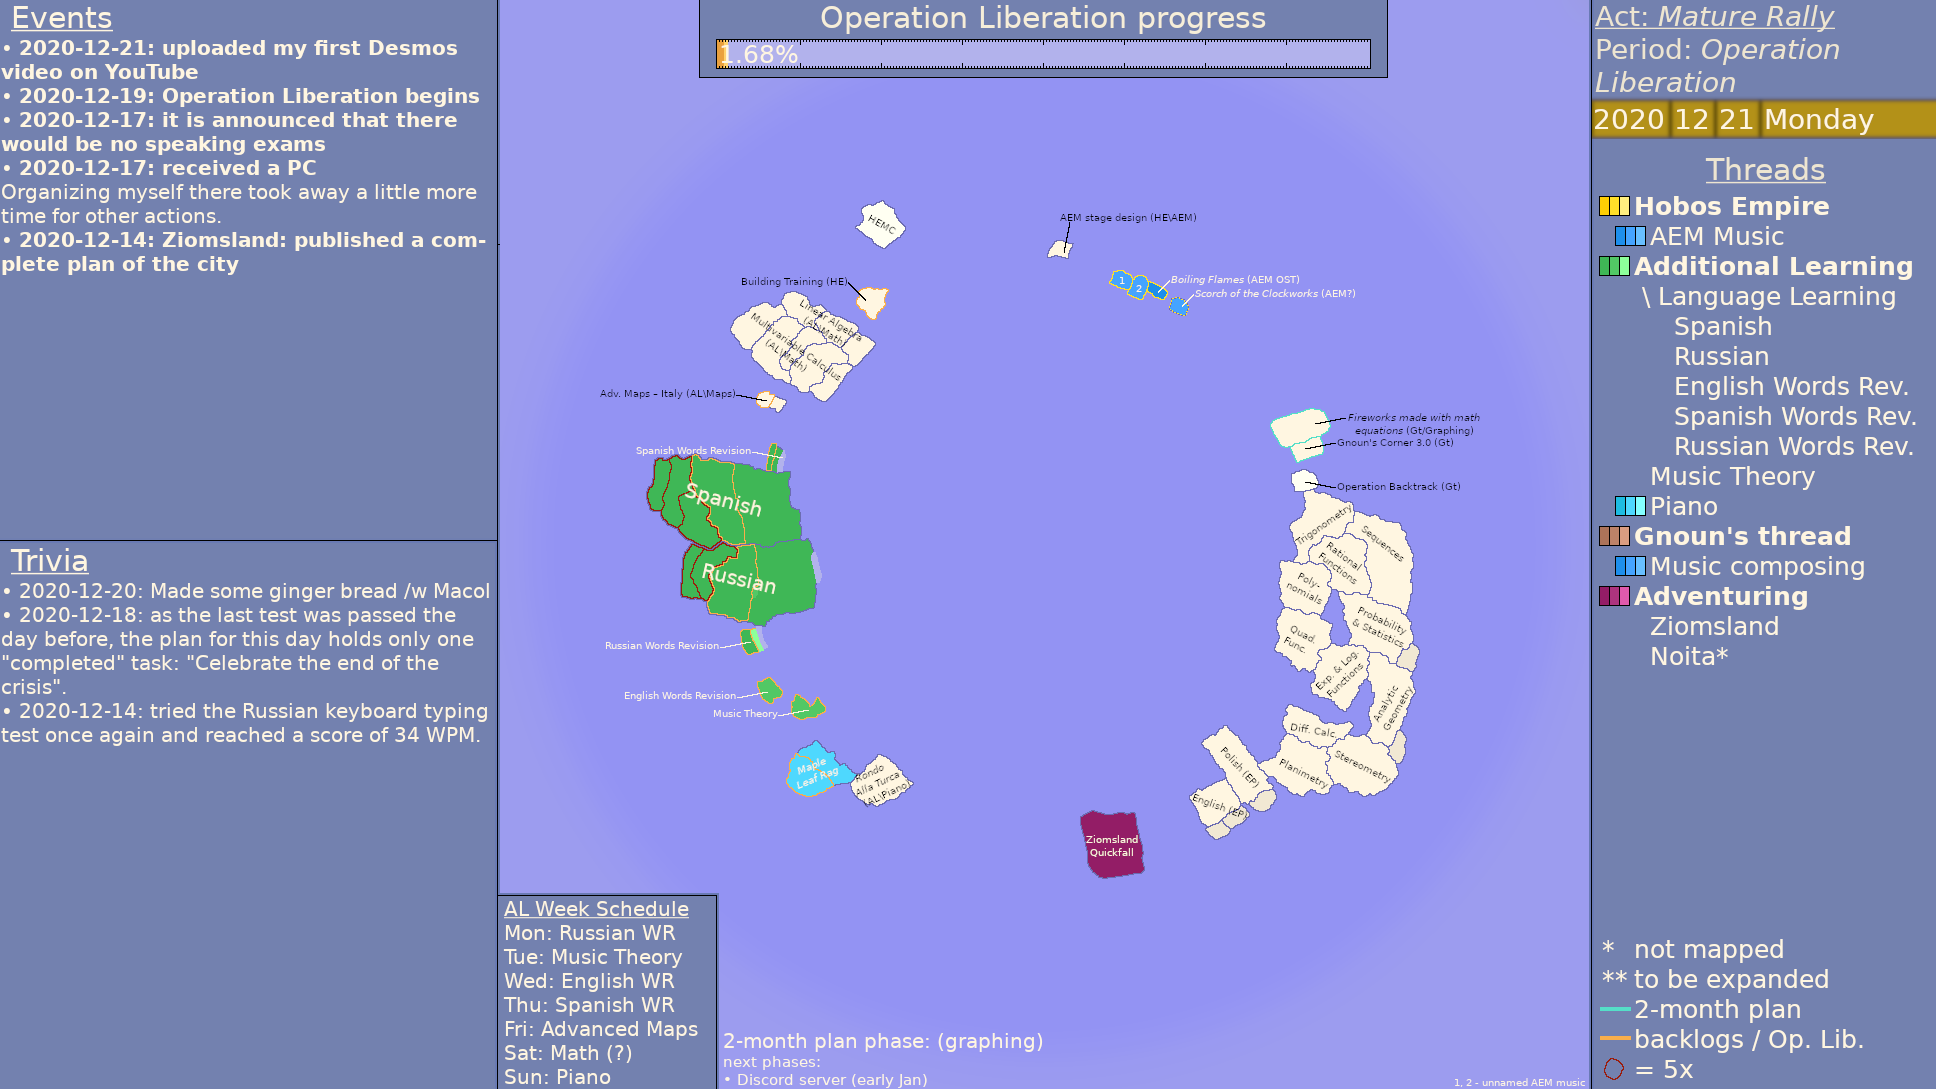 Events
• 2020-12-21: uploaded my first Desmos
video on YouTube
• 2020-12-19: Operation Liberation begins
• 2020-12-17: it is announced that there
would be no speaking exams
• 2020-12-17: received a PC
Organizing myself there took away a little more
time for other actions.
• 2020-12-14: Ziomsland: published a com-
plete plan of the city
Trivia
• 2020-12-20: Made some ginger bread /w Macol
• 2020-12-18: as the last test was passed the
day before, the plan for this day holds only one
"completed" task: "Celebrate the end of the
crisis".
• 2020-12-14: tried the Russian keyboard typing
test once again and reached a score of 34 WPM.
Operation Liberation progress
1.68%
HEMC
AEM stage design (HE\AEM)
Building Training (HE)
1
2
Boiling Flames (AEM OST)
Scorch of the Clockworks (AEM?)
Linear Algebra
(AL\Math)
Multivariable Calculus
(AL\Math)
Adv. Maps – Italy (AL\Maps)
Fireworks made with math
equations (Gt/Graphing)
Gnoun's Corner 3.0 (Gt)
Spanish Words Revision
Spanish
Operation Backtrack (Gt)
Trigonometry
Sequences
Rational
Functions
Poly-
nomials
Russian
Probability
& Statistics
Quad.
Func.
Russian Words Revision
Exp. & Log.
Functions
English Words Revision
Music Theory
Analytic
Geometry
Diff. Calc.
Polish (EP)
Planimetry
Stereometry
Maple
Leaf Rag
Rondo
Alla Turca
(AL\Piano)
English (EP)
Ziomsland
Quickfall
AL Week Schedule
Mon: Russian WR
Tue: Music Theory
Wed: English WR
Thu: Spanish WR
Fri: Advanced Maps
Sat: Math (?)
Sun: Piano
2-month plan phase: (graphing)
next phases:
• Discord server (early Jan)
1, 2 - unnamed AEM music
Act: Mature Rally
Period: Operation
Liberation
2020 12 21 Monday
Threads
Hobos Empire
AEM Music
Additional Learning
\ Language Learning
Spanish
Russian
English Words Rev.
Spanish Words Rev.
Russian Words Rev.
Music Theory
Piano
Gnoun's thread
Music composing
Adventuring
Ziomsland
Noita*
* not mapped
** to be expanded
2-month plan
backlogs / Op. Lib.
= 5x